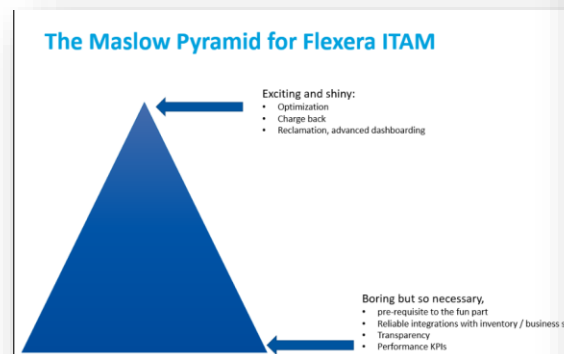 The Maslow Pyramid for Flexera ITAM
Exciting and shiny:
• Optimization
• Charge back
• Reclamation, advanced dashboarding
Boring but so necessary,
• pre-requisite to the fun part
• Reliable integrations with inventory / business s
• Transparency
• Performance KPIs